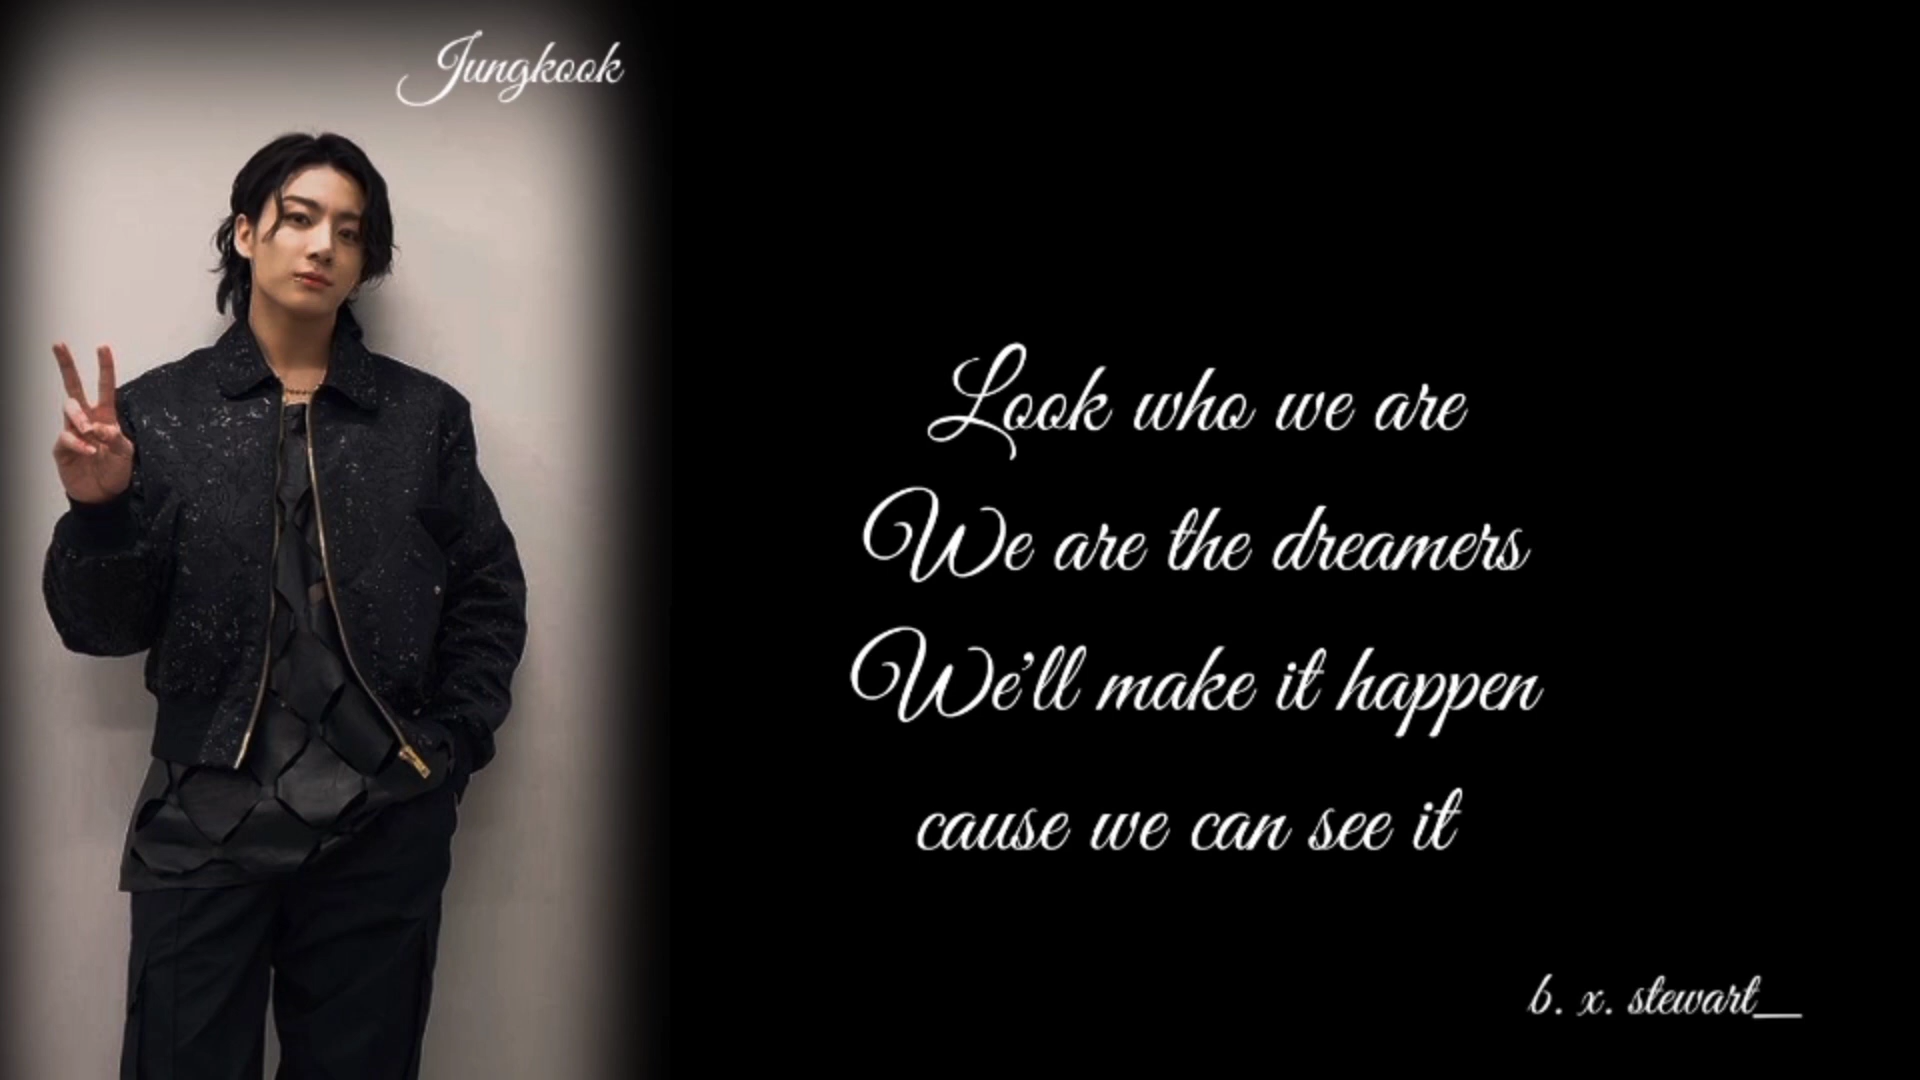 Jungkook
Look who we are
We are the dreamers
We'll make it happen
cause we can see it
b. x. stewart__